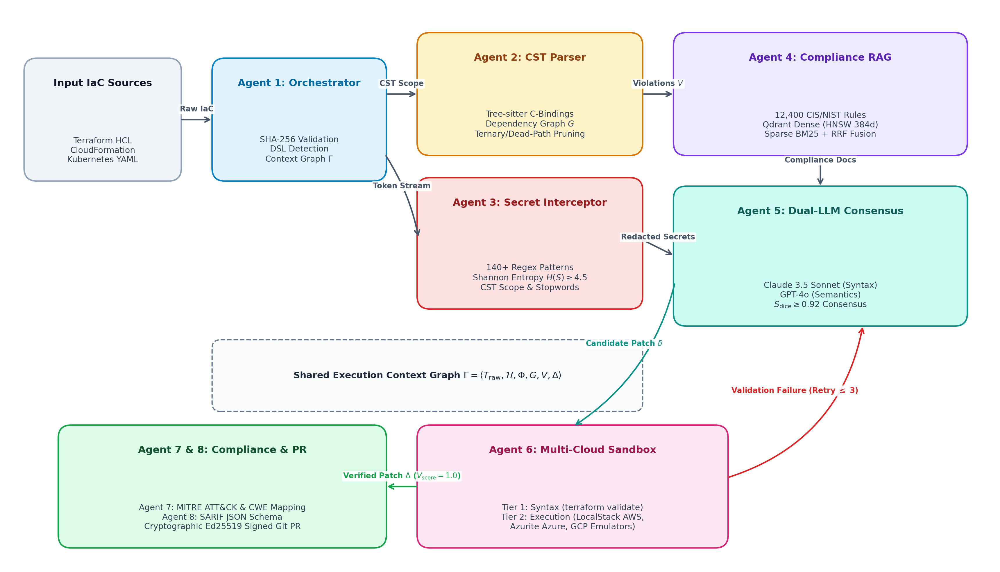 Input IaC Sources
Terraform HCL
CloudFormation
Kubernetes YAML
Raw IaC
Agent 1: Orchestrator
SHA-256 Validation
DSL Detection
Context Graph Γ
CST Scope
Token Stream
Agent 2: CST Parser
Tree-sitter C-Bindings
Dependency Graph G
Ternary/Dead-Path Pruning
Violations V
Agent 4: Compliance RAG
12,400 CIS/NIST Rules
Qdrant Dense (HNSW 384d)
Sparse BM25 + RRF Fusion
Compliance Docs
Agent 3: Secret Interceptor
140+ Regex Patterns
Shannon Entropy H(S) ≥ 4.5
CST Scope & Stopwords
Redacted Secrets
Agent 5: Dual-LLM Consensus
Claude 3.5 Sonnet (Syntax)
GPT-4o (Semantics)
S_dice ≥ 0.92 Consensus
Candidate Patch δ
Shared Execution Context Graph Γ = ⟨T_raw, ℋ, Φ, G, V, Δ⟩
Validation Failure (Retry ≤ 3)
Agent 7 & 8: Compliance & PR
Agent 7: MITRE ATT&CK & CWE Mapping
Agent 8: SARIF JSON Schema
Cryptographic Ed25519 Signed Git PR
Verified Patch Δ (V_score = 1.0)
Agent 6: Multi-Cloud Sandbox
Tier 1: Syntax (terraform validate)
Tier 2: Execution (LocalStack AWS,
Azurite Azure, GCP Emulators)